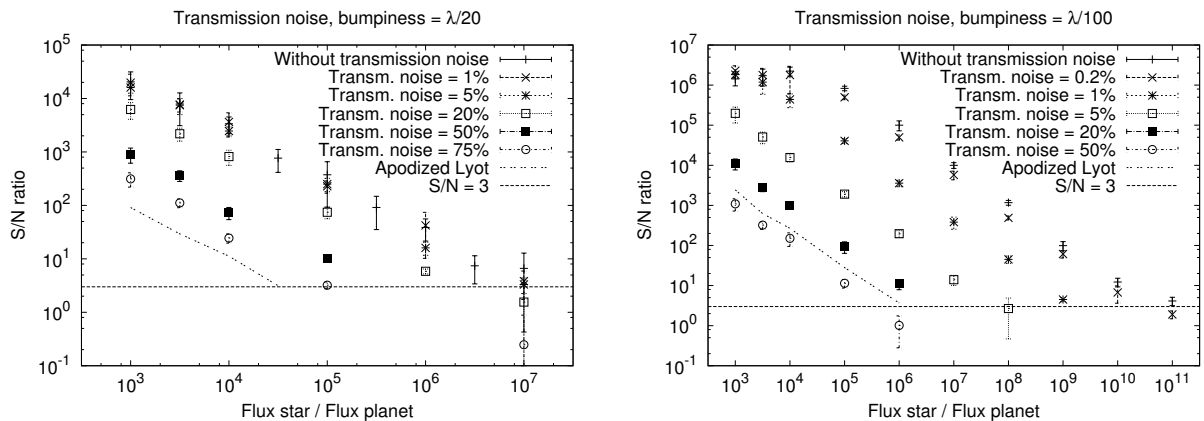 Transmission noise, bumpiness = λ/20
S/N ratio
10^5
10^4
10^3
10^2
10^1
10^0
10^-1
Without transmission noise
Transm. noise = 1%
Transm. noise = 5%
Transm. noise = 20%
Transm. noise = 50%
Transm. noise = 75%
Apodized Lyot
S/N = 3
10^3 10^4 10^5 10^6 10^7
Flux star / Flux planet
Transmission noise, bumpiness = λ/100
S/N ratio
10^7
10^6
10^5
10^4
10^3
10^2
10^1
10^0
10^-1
Without transmission noise
Transm. noise = 0.2%
Transm. noise = 1%
Transm. noise = 5%
Transm. noise = 20%
Transm. noise = 50%
Apodized Lyot
S/N = 3
10^3 10^4 10^5 10^6 10^7 10^8 10^9 10^10 10^11
Flux star / Flux planet